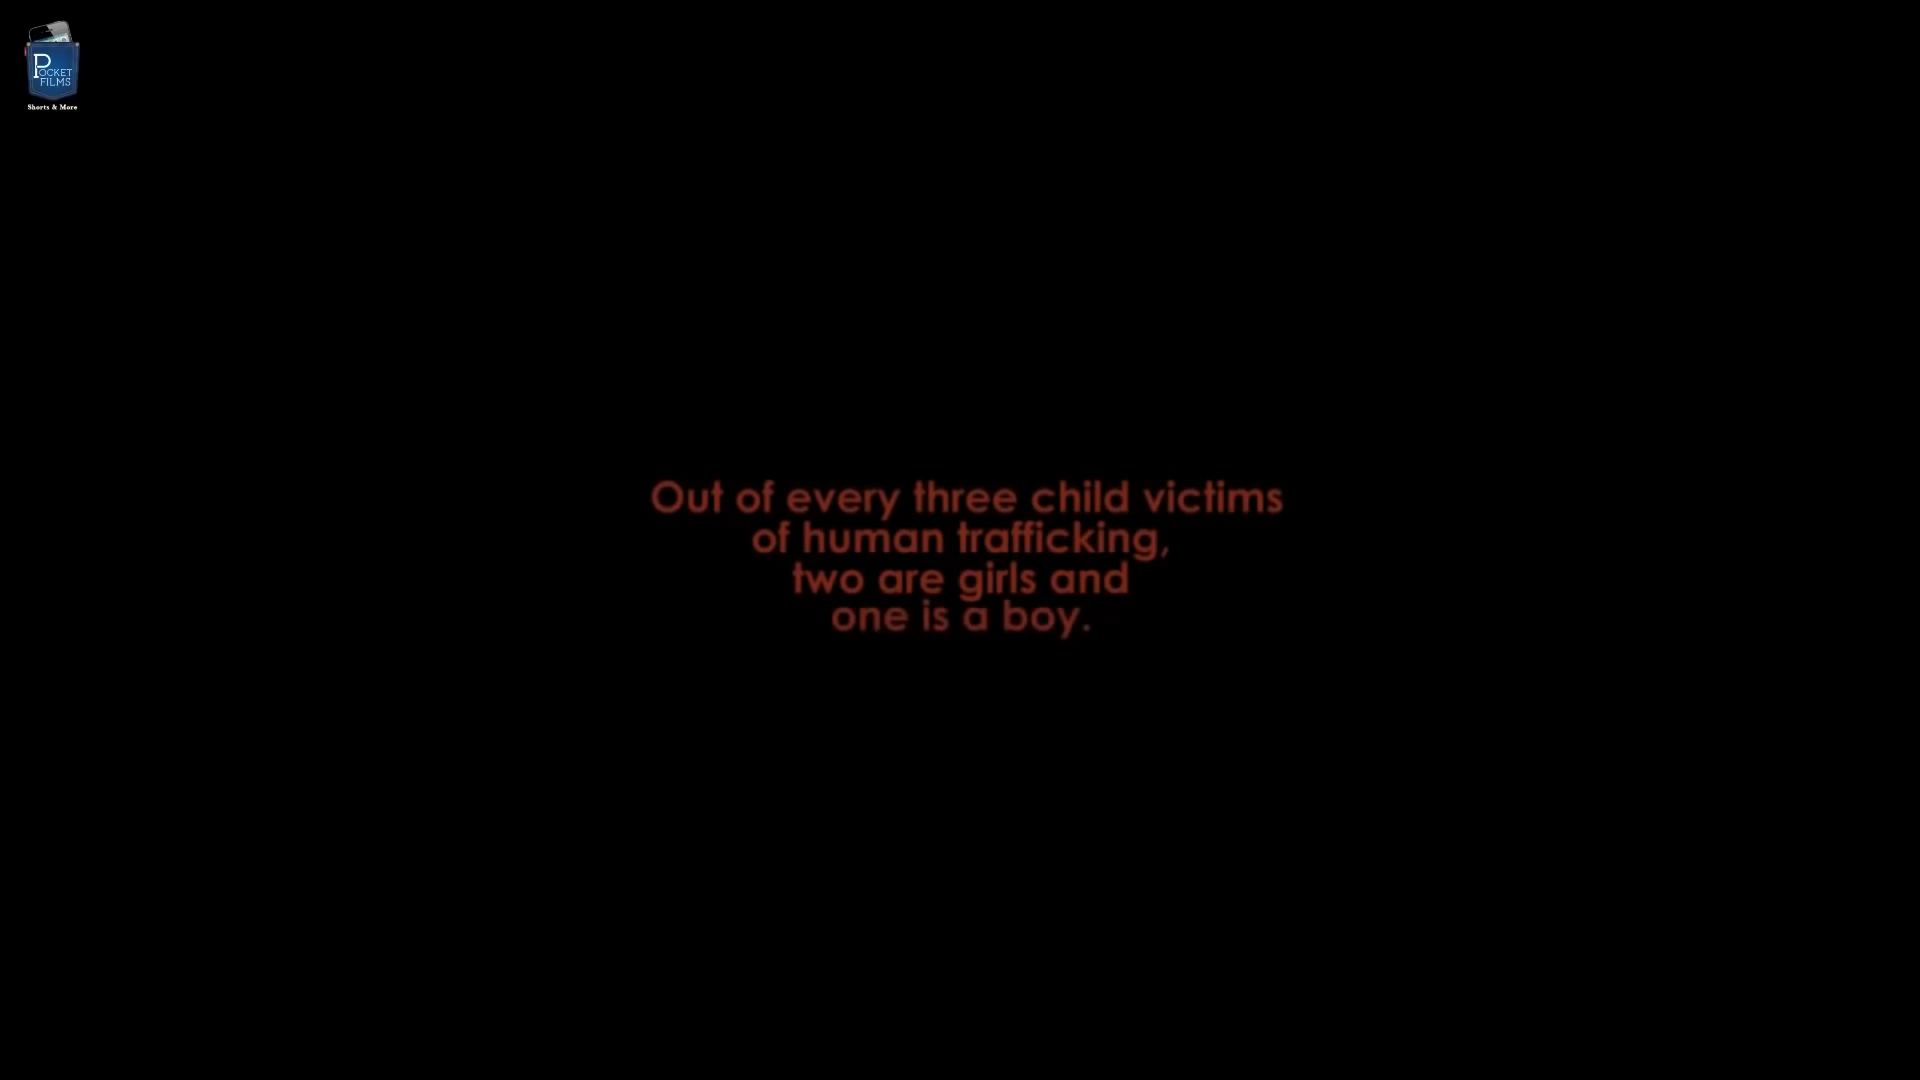 POCKET
FILMS
Shorts & More
Out of every three child victims
of human trafficking,
two are girls and
one is a boy.